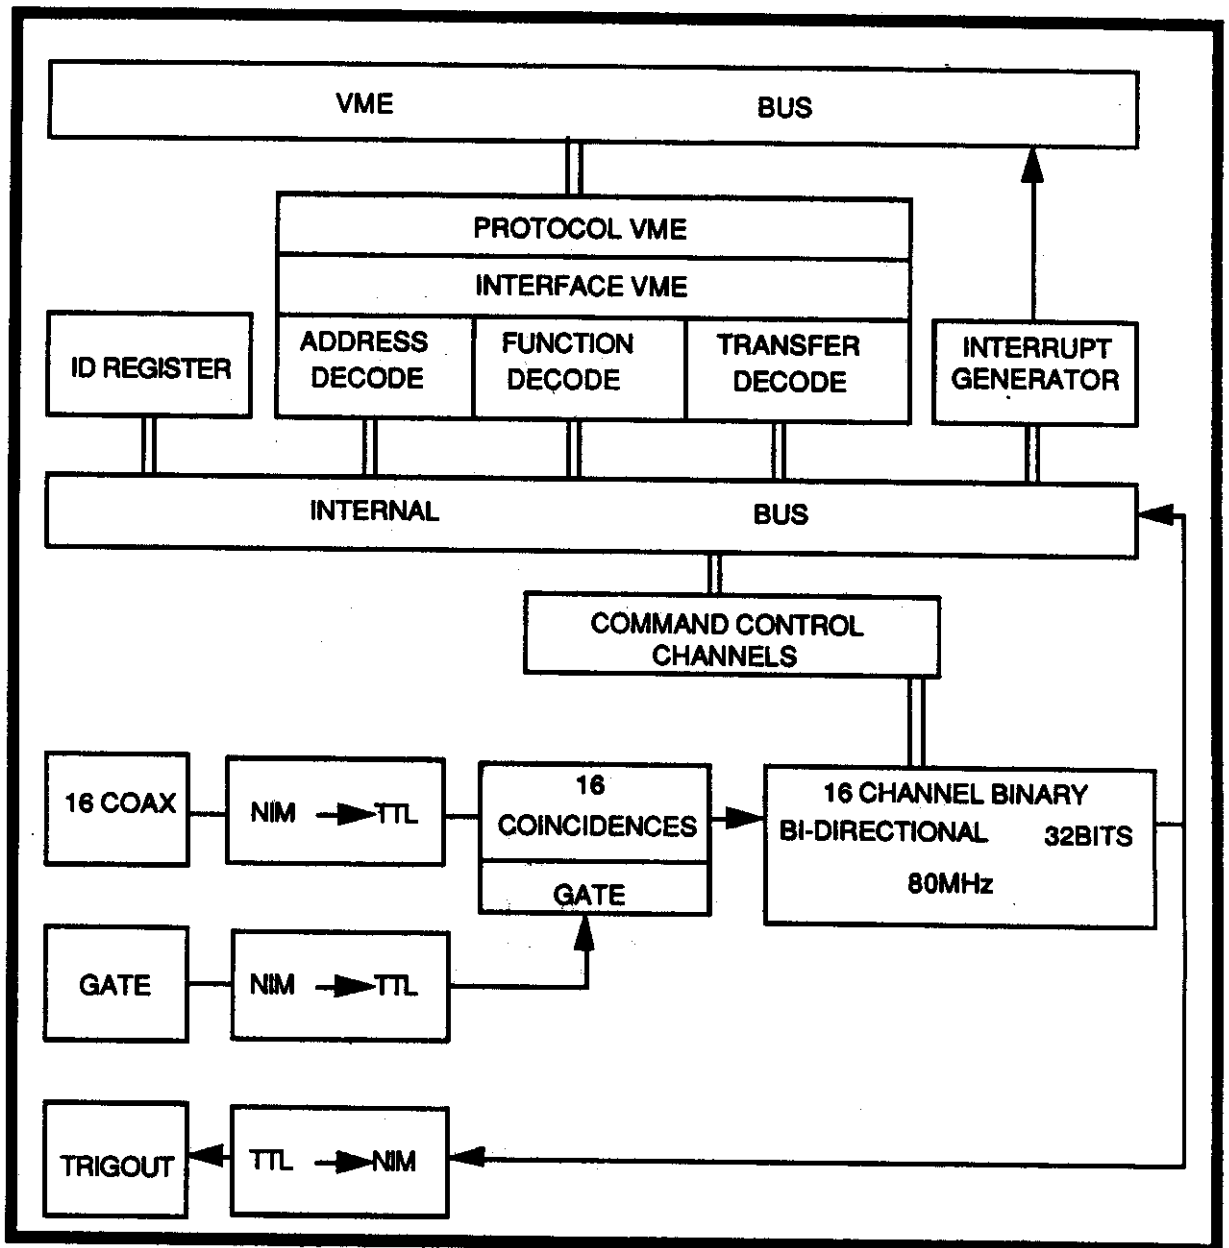 VME BUS
PROTOCOL VME
INTERFACE VME
ID REGISTER
ADDRESS
DECODE
FUNCTION
DECODE
TRANSFER
DECODE
INTERRUPT
GENERATOR
INTERNAL BUS
COMMAND CONTROL
CHANNELS
16 COAX
NIM TTL
16
COINCIDENCES
GATE
16 CHANNEL BINARY
BI-DIRECTIONAL 32BITS
80MHz
GATE
NIM TTL
TRIGOUT
TTL NIM